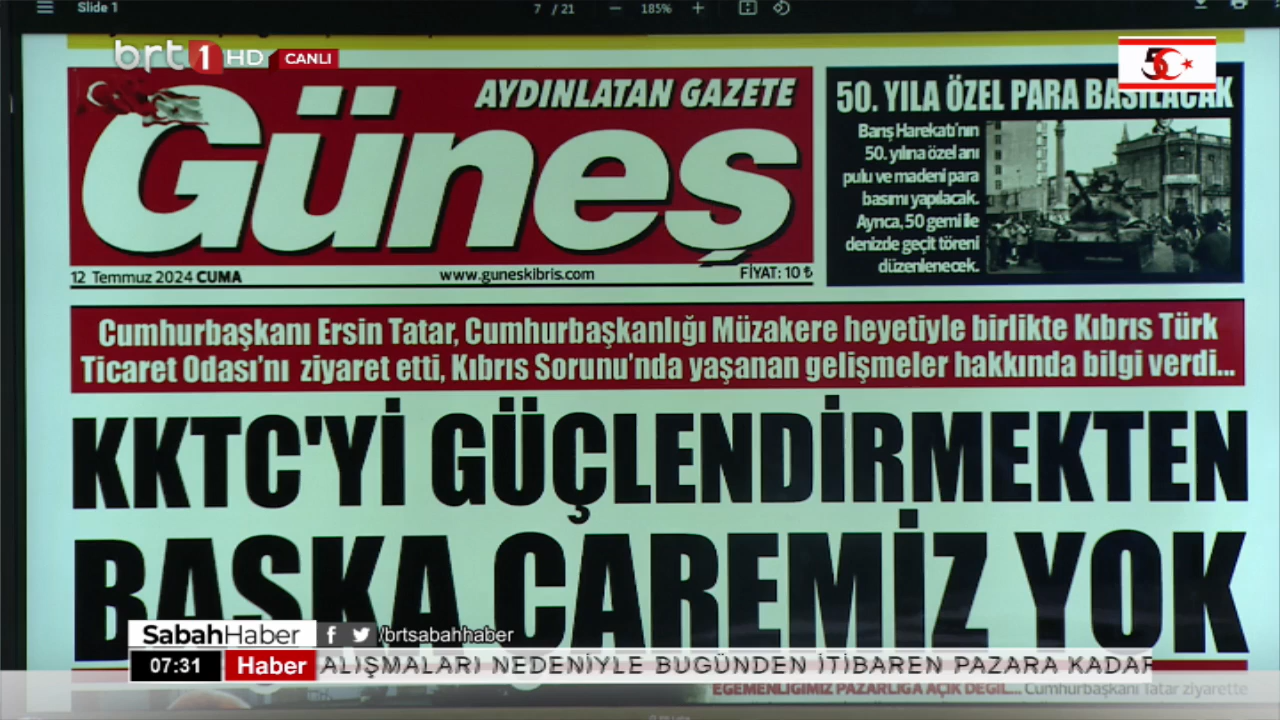 Slide 1
7 / 21
185%
brt 1 HD
CANLI
50
AYDINLATAN GAZETE
Güneş
12 Temmuz 2024 CUMA
www.guneskibris.com
FİYAT: 10 ₺
50. YILA ÖZEL PARA BASILACAK
Barış Harekatı'nın
50. yılına özel anı
pulu ve madeni para
basımı yapılacak.
Ayrıca, 50 gemi ile
denizde geçit töreni
düzenlenecek.
Cumhurbaşkanı Ersin Tatar, Cumhurbaşkanlığı Müzakere heyetiyle birlikte Kıbrıs Türk
Ticaret Odası'nı ziyaret etti, Kıbrıs Sorunu'nda yaşanan gelişmeler hakkında bilgi verdi...
KKTC'Yİ GÜÇLENDİRMEKTEN
BAŞKA ÇAREMİZ YOK
SabahHaber
/brtsabahhaber
07:31
Haber
ALIŞMALARI NEDENİYLE BUGÜNDEN İTİBAREN PAZARA KADAR
EGEMENLİĞİMİZ PAZARLIĞA AÇIK DEĞİL... Cumhurbaşkanı Tatar ziyarette